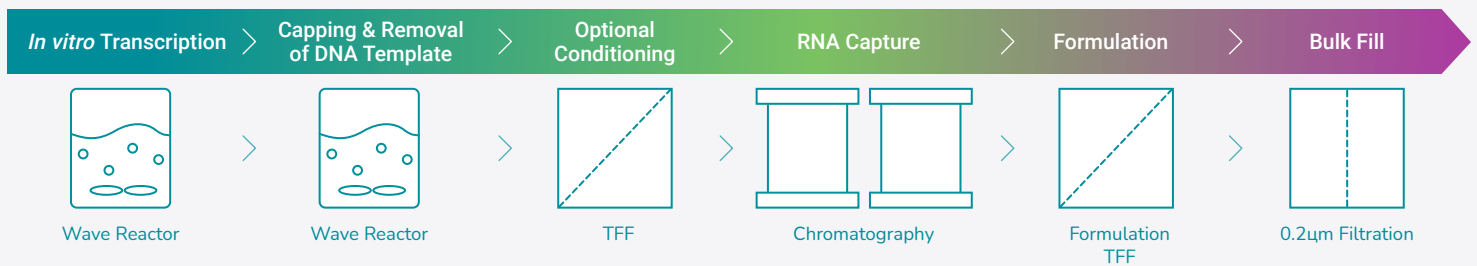 In vitro Transcription
Capping & Removal
of DNA Template
Optional
Conditioning
RNA Capture
Formulation
Bulk Fill
Wave Reactor
Wave Reactor
TFF
Chromatography
Formulation
TFF
0.2цm Filtration